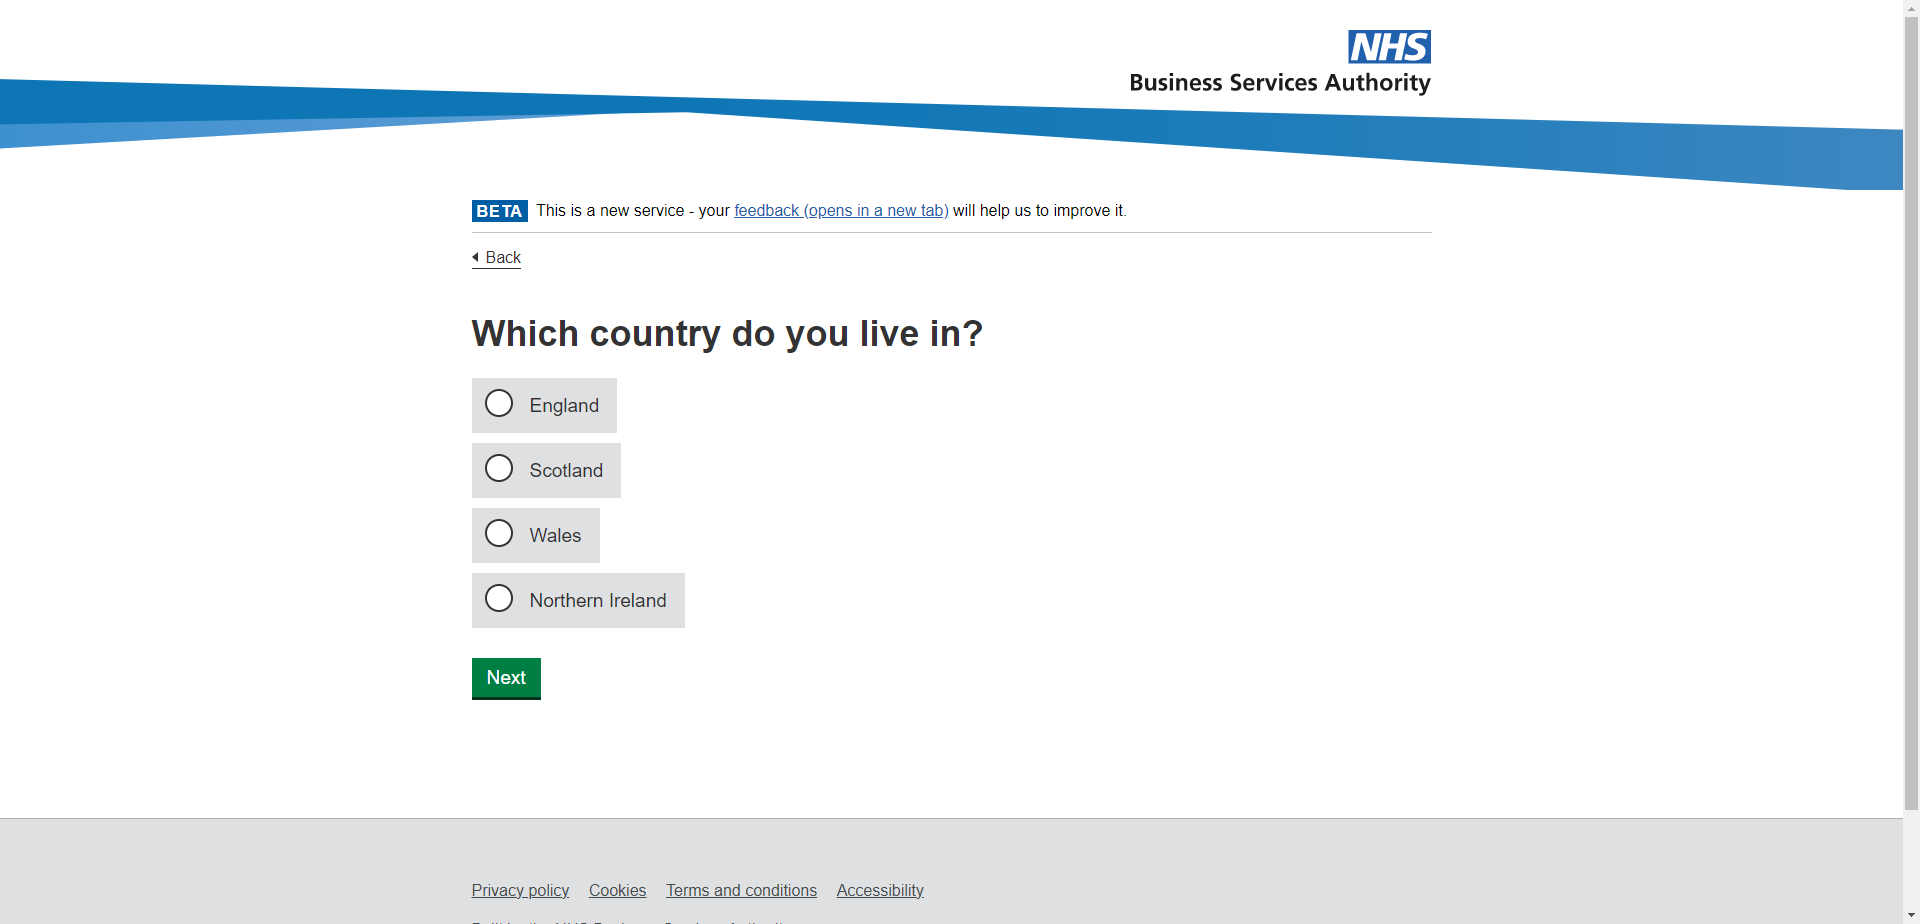 NHS
Business Services Authority
BETA This is a new service - your feedback (opens in a new tab) will help us to improve it.
Back
Which country do you live in?
England
Scotland
Wales
Northern Ireland
Next
Privacy policy Cookies Terms and conditions Accessibility